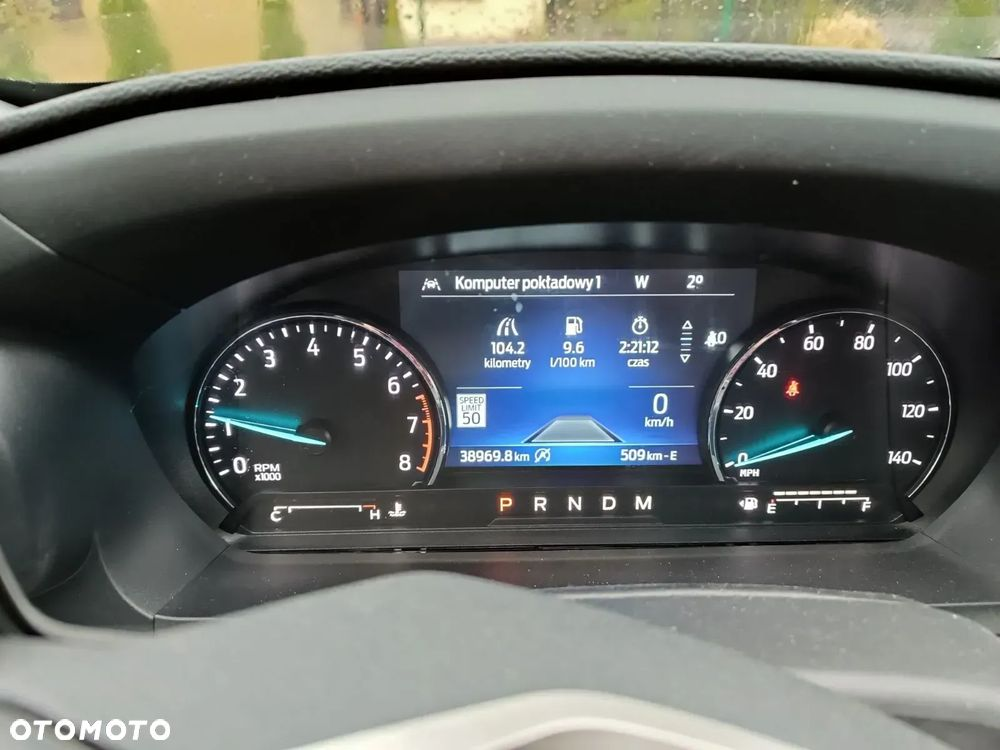 Komputer pokładowy 1 W 2°
104.2 9.6 2:21:12
kilometry l/100 km czas
SPEED
LIMIT
50
0
km/h
38969.8 km 509 km - E
0 1 2 3 4 5 6 7 8
RPM
x1000
0 20 40 60 80 100 120 140
MPH
C H
P R N D M
E F
OTOMOTO